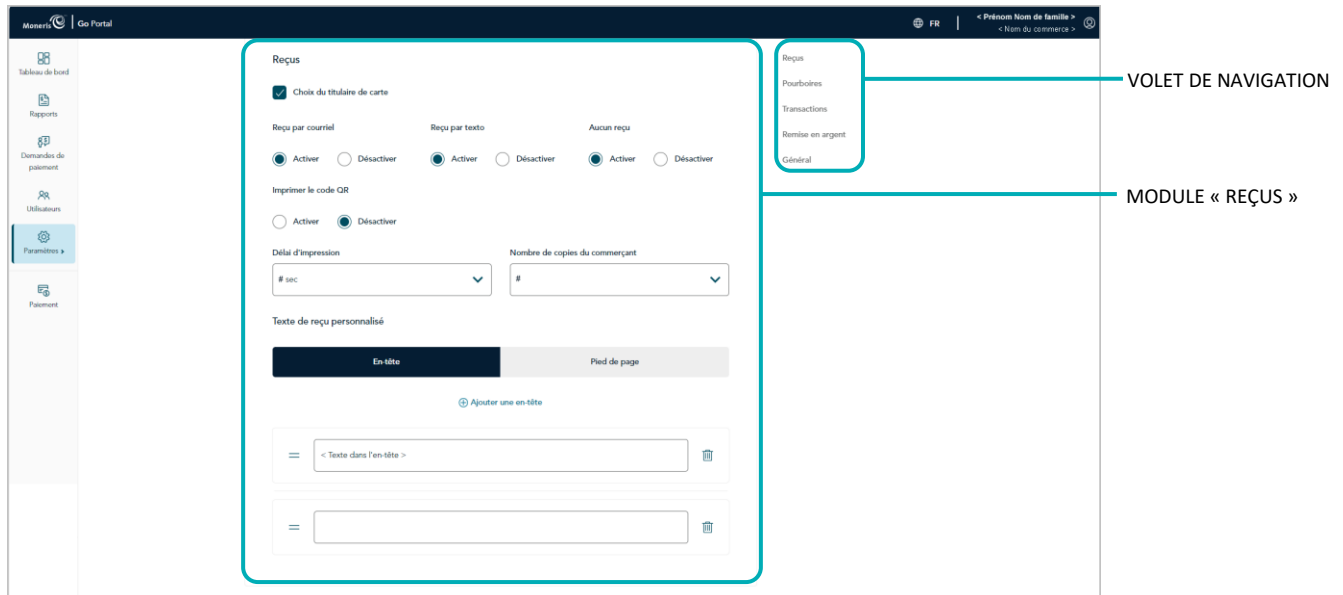 Moneris Go Portal
FR
< Prénom Nom de famille >
< Nom du commerce >
Tableau de bord
Rapports
Demandes de
paiement
Utilisateurs
Paramètres
Paiement
Reçus
Choix du titulaire de carte
Reçu par courriel Reçu par texto Aucun reçu
Activer Désactiver Activer Désactiver Activer Désactiver
Imprimer le code QR
Activer Désactiver
Délai d'impression Nombre de copies du commerçant
# sec #
Texte de reçu personnalisé
En-tête Pied de page
Ajouter une en-tête
< Texte dans l'en-tête >
Reçus
Pourboires
Transactions
Remise en argent
Général
VOLET DE NAVIGATION
MODULE « REÇUS »